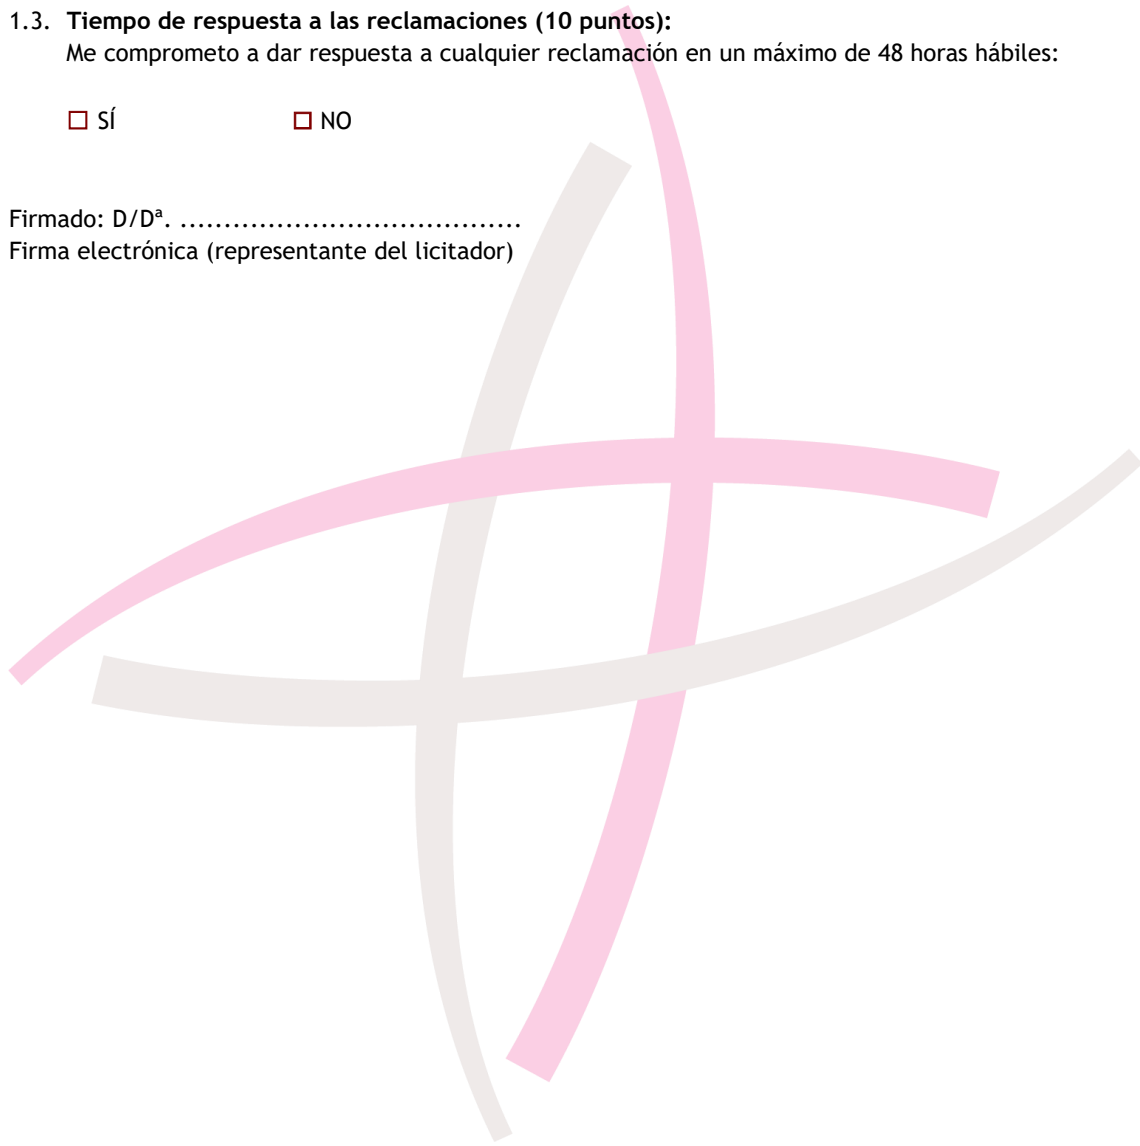 1.3. Tiempo de respuesta a las reclamaciones (10 puntos):
Me comprometo a dar respuesta a cualquier reclamación en un máximo de 48 horas hábiles:
☐ SÍ ☐ NO
Firmado: D/Dª. .......................................
Firma electrónica (representante del licitador)